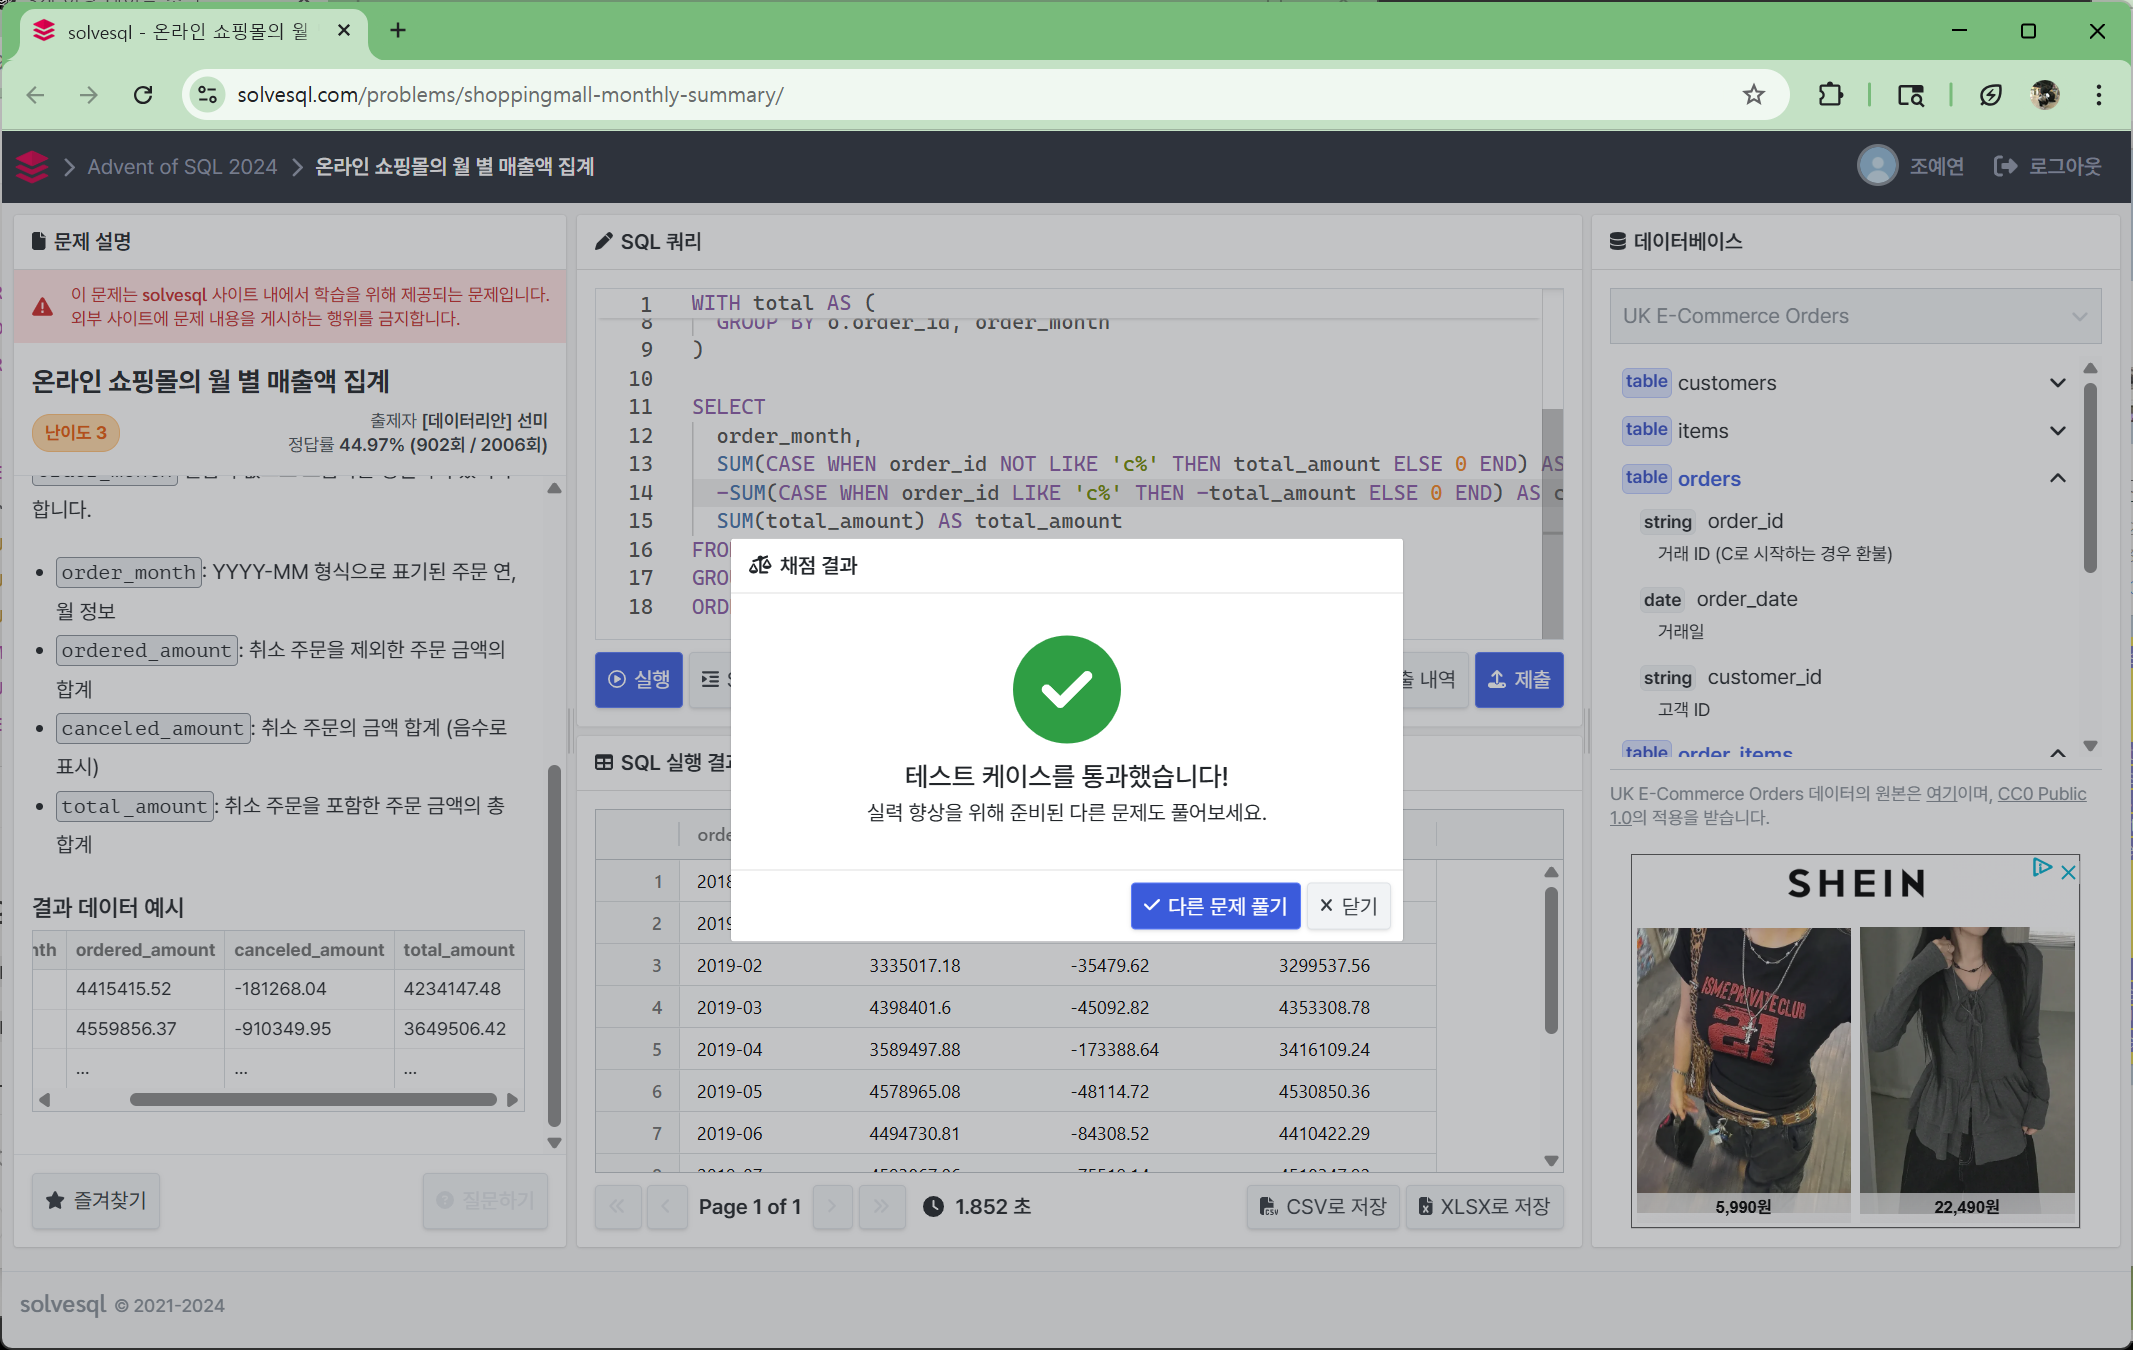 solvesql - 온라인 쇼핑몰의 월
solvesql.com/problems/shoppingmall-monthly-summary/
Advent of SQL 2024
온라인 쇼핑몰의 월 별 매출액 집계
조예연
로그아웃
문제 설명
이 문제는 solvesql 사이트 내에서 학습을 위해 제공되는 문제입니다.
외부 사이트에 문제 내용을 게시하는 행위를 금지합니다.
온라인 쇼핑몰의 월 별 매출액 집계
난이도 3
출제자 [데이터리안] 선미
정답률 44.97% (902회 / 2006회)
합니다.
order_month: YYYY-MM 형식으로 표기된 주문 연,
월 정보
ordered_amount: 취소 주문을 제외한 주문 금액의
합계
canceled_amount: 취소 주문의 금액 합계 (음수로
표시)
total_amount: 취소 주문을 포함한 주문 금액의 총
합계
결과 데이터 예시
nth ordered_amount canceled_amount total_amount
4415415.52 -181268.04 4234147.48
4559856.37 -910349.95 3649506.42
... ... ...
즐겨찾기
질문하기
SQL 쿼리
1 WITH total AS (
8 GROUP BY o.order_id, order_month
9 )
10
11 SELECT
12 order_month,
13 SUM(CASE WHEN order_id NOT LIKE 'c%' THEN total_amount ELSE 0 END) AS
14 -SUM(CASE WHEN order_id LIKE 'c%' THEN -total_amount ELSE 0 END) AS c
15 SUM(total_amount) AS total_amount
16 FRO
17 GRO
18 ORD
실행
출 내역
제출
채점 결과
테스트 케이스를 통과했습니다!
실력 향상을 위해 준비된 다른 문제도 풀어보세요.
다른 문제 풀기
닫기
SQL 실행 결과
orde
1 2018
2 2019
3 2019-02 3335017.18 -35479.62 3299537.56
4 2019-03 4398401.6 -45092.82 4353308.78
5 2019-04 3589497.88 -173388.64 3416109.24
6 2019-05 4578965.08 -48114.72 4530850.36
7 2019-06 4494730.81 -84308.52 4410422.29
Page 1 of 1
1.852 초
CSV로 저장
XLSX로 저장
데이터베이스
UK E-Commerce Orders
table customers
table items
table orders
string order_id
거래 ID (C로 시작하는 경우 환불)
date order_date
거래일
string customer_id
고객 ID
table order_items
UK E-Commerce Orders 데이터의 원본은 여기이며, CC0 Public
1.0의 적용을 받습니다.
SHEIN
ISMEPRIVATECLUB
21
5,990원
22,490원
solvesql © 2021-2024